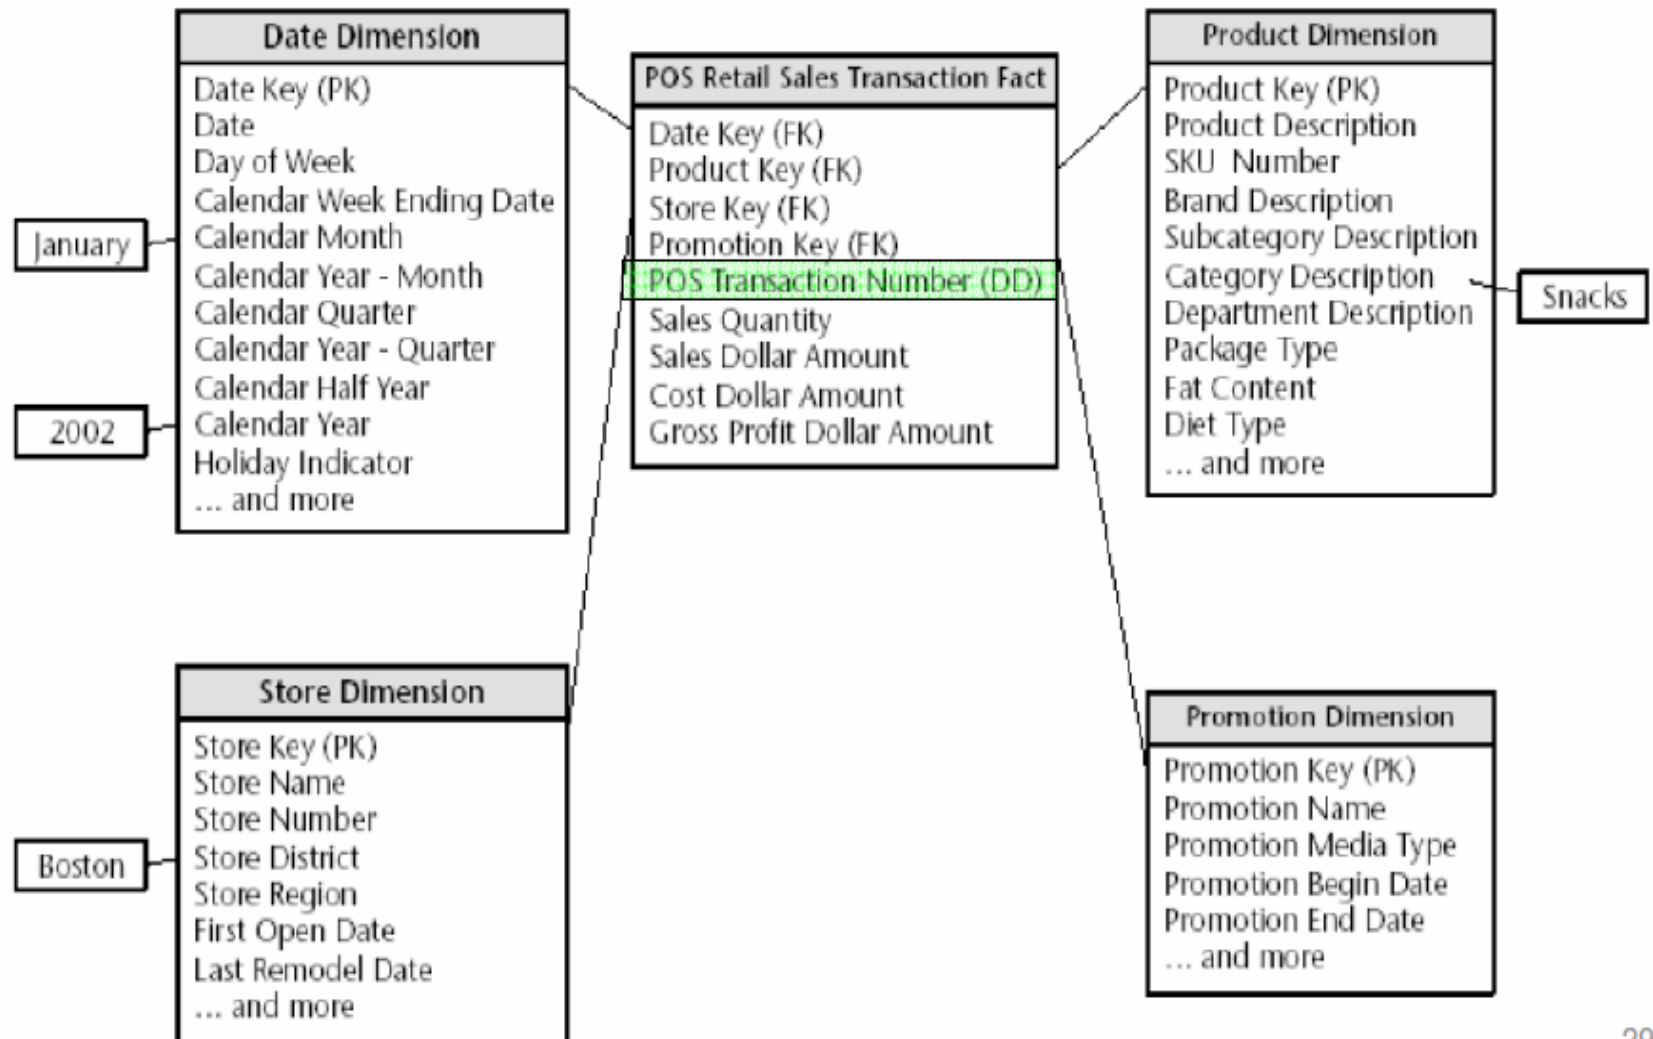 Date Dimension
Date Key (PK)
Date
Day of Week
Calendar Week Ending Date
Calendar Month
Calendar Year - Month
Calendar Quarter
Calendar Year - Quarter
Calendar Half Year
Calendar Year
Holiday Indicator
... and more
January
2002
POS Retail Sales Transaction Fact
Date Key (FK)
Product Key (FK)
Store Key (FK)
Promotion Key (FK)
POS Transaction Number (DD)
Sales Quantity
Sales Dollar Amount
Cost Dollar Amount
Gross Profit Dollar Amount
Product Dimension
Product Key (PK)
Product Description
SKU Number
Brand Description
Subcategory Description
Category Description
Department Description
Package Type
Fat Content
Diet Type
... and more
Snacks
Store Dimension
Store Key (PK)
Store Name
Store Number
Store District
Store Region
First Open Date
Last Remodel Date
... and more
Boston
Promotion Dimension
Promotion Key (PK)
Promotion Name
Promotion Media Type
Promotion Begin Date
Promotion End Date
... and more